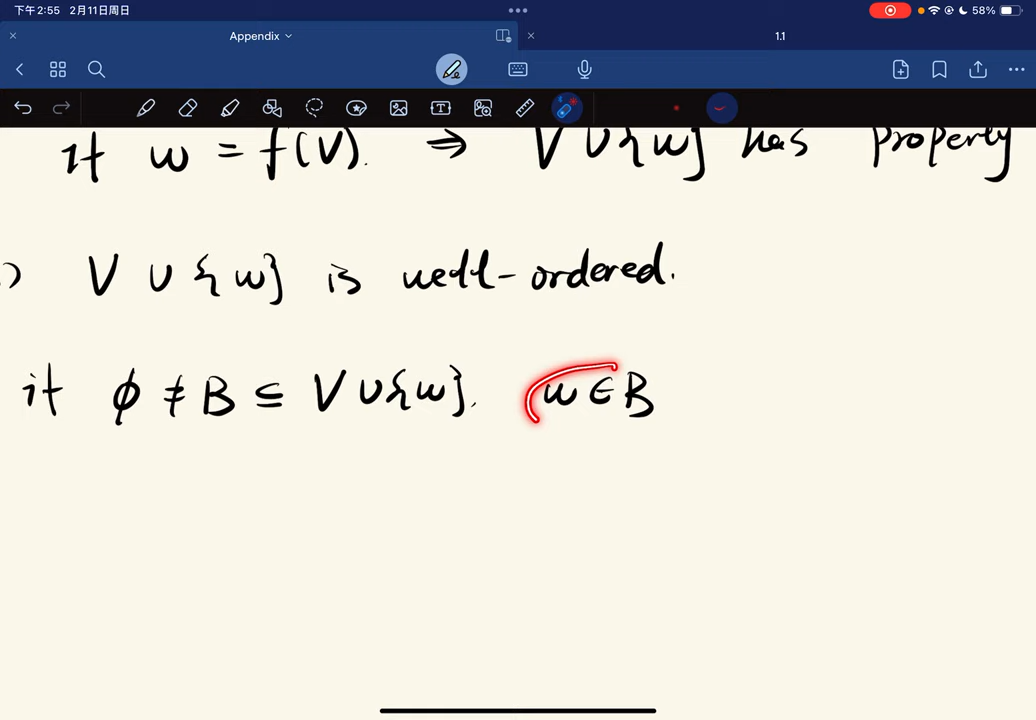 下午2:55 2月11日周日
58%
Appendix
1.1
if w = f(V). ⇒ V ∪ {w} has property
) V ∪ {w} is well-ordered.
if ϕ ≠ B ⊆ V ∪ {w}. w ∈ B